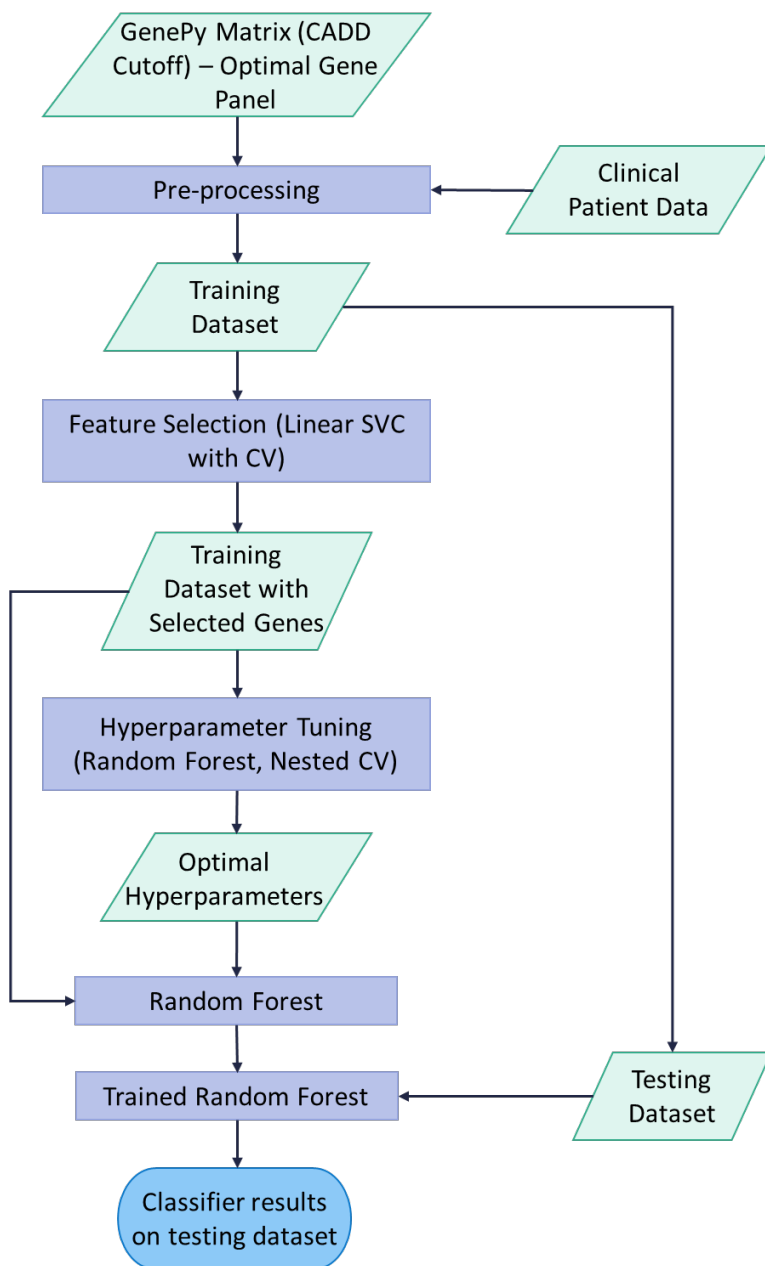 GenePy Matrix (CADD
Cutoff) – Optimal Gene
Panel
Pre-processing
Clinical
Patient Data
Training
Dataset
Feature Selection (Linear SVC
with CV)
Training
Dataset with
Selected Genes
Hyperparameter Tuning
(Random Forest, Nested CV)
Optimal
Hyperparameters
Random Forest
Trained Random Forest
Testing
Dataset
Classifier results
on testing dataset